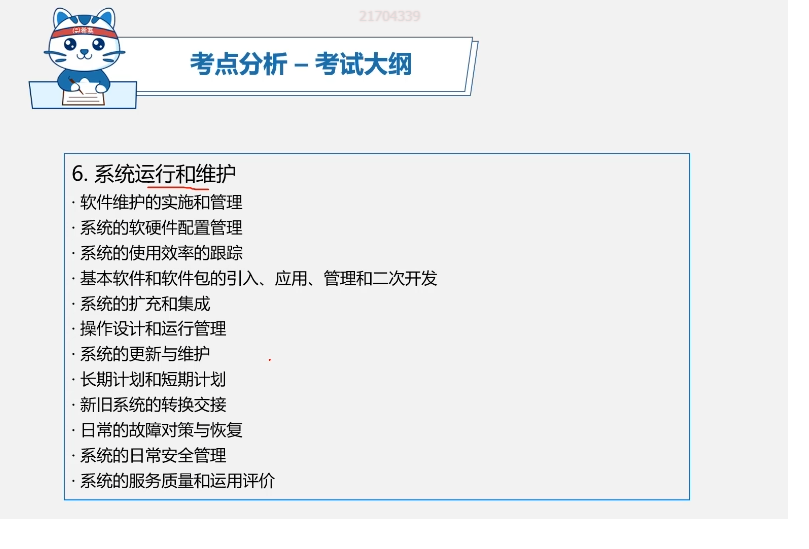 21704339
考点分析 – 考试大纲
6. 系统运行和维护
· 软件维护的实施和管理
· 系统的软硬件配置管理
· 系统的使用效率的跟踪
· 基本软件和软件包的引入、应用、管理和二次开发
· 系统的扩充和集成
· 操作设计和运行管理
· 系统的更新与维护
· 长期计划和短期计划
· 新旧系统的转换交接
· 日常的故障对策与恢复
· 系统的日常安全管理
· 系统的服务质量和运用评价